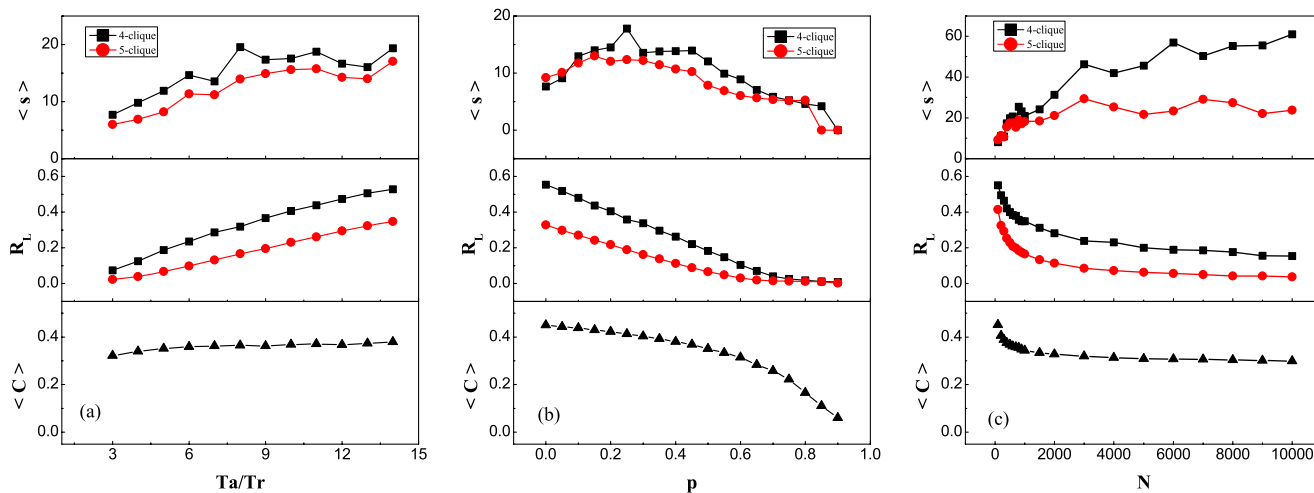 4-clique
5-clique
20
10
0
< s >
0.6
0.4
0.2
0.0
R_L
0.4
0.2
0.0
< C >
(a)
3 6 9 12 15
Ta/Tr
4-clique
5-clique
20
10
0
< s >
0.6
0.4
0.2
0.0
R_L
0.4
0.2
0.0
< C >
(b)
0.0 0.2 0.4 0.6 0.8 1.0
p
4-clique
5-clique
60
40
20
0
< s >
0.6
0.4
0.2
0.0
R_L
0.4
0.2
0.0
< C >
(c)
0 2000 4000 6000 8000 10000
N